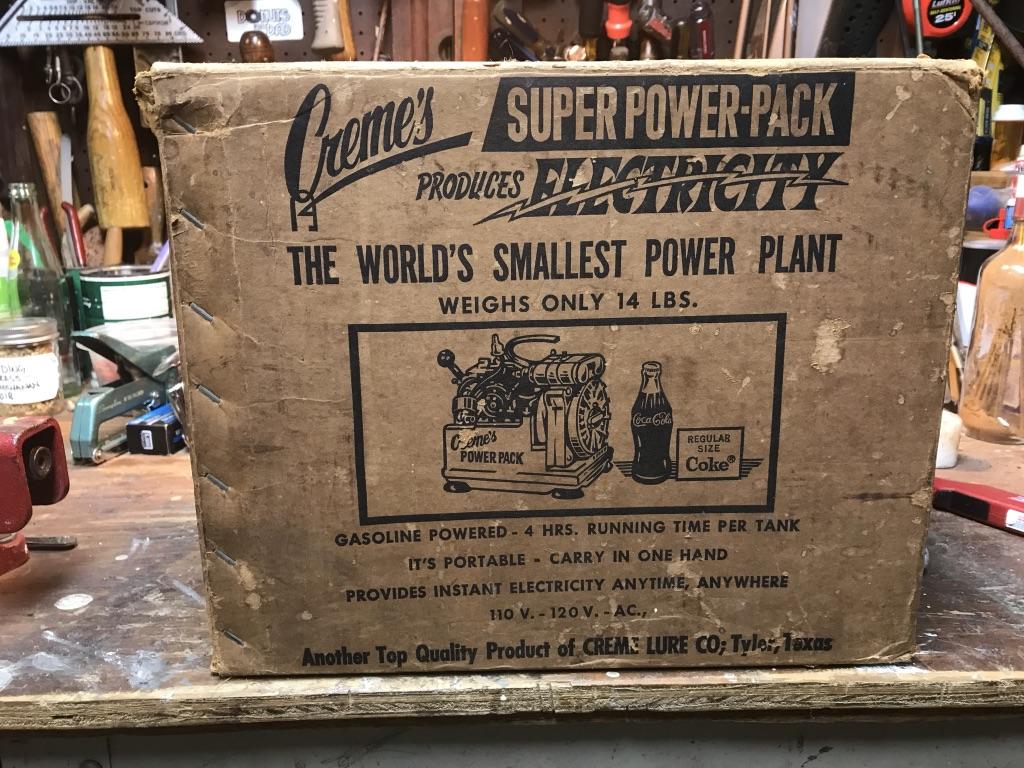 Creme's SUPER POWER-PACK
PRODUCES ELECTRICITY
THE WORLD'S SMALLEST POWER PLANT
WEIGHS ONLY 14 LBS.
Creme's
POWER PACK
Coca-Cola
REGULAR
SIZE
Coke®
GASOLINE POWERED - 4 HRS. RUNNING TIME PER TANK
IT'S PORTABLE - CARRY IN ONE HAND
PROVIDES INSTANT ELECTRICITY ANYTIME, ANYWHERE
110 V. - 120 V. - AC.,
Another Top Quality Product of CREME LURE CO; Tyler, Texas
25'